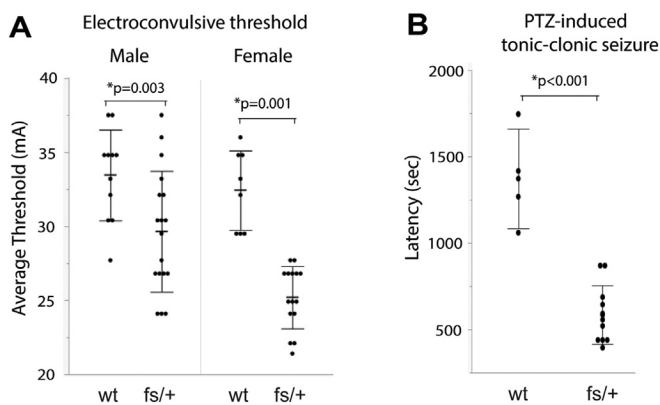 A
Electroconvulsive threshold
Male
Female
*p=0.003
*p=0.001
Average Threshold (mA)
40
35
30
25
20
wt
fs/+
wt
fs/+
B
PTZ-induced
tonic-clonic seizure
*p<0.001
Latency (sec)
2000
1500
1000
500
wt
fs/+